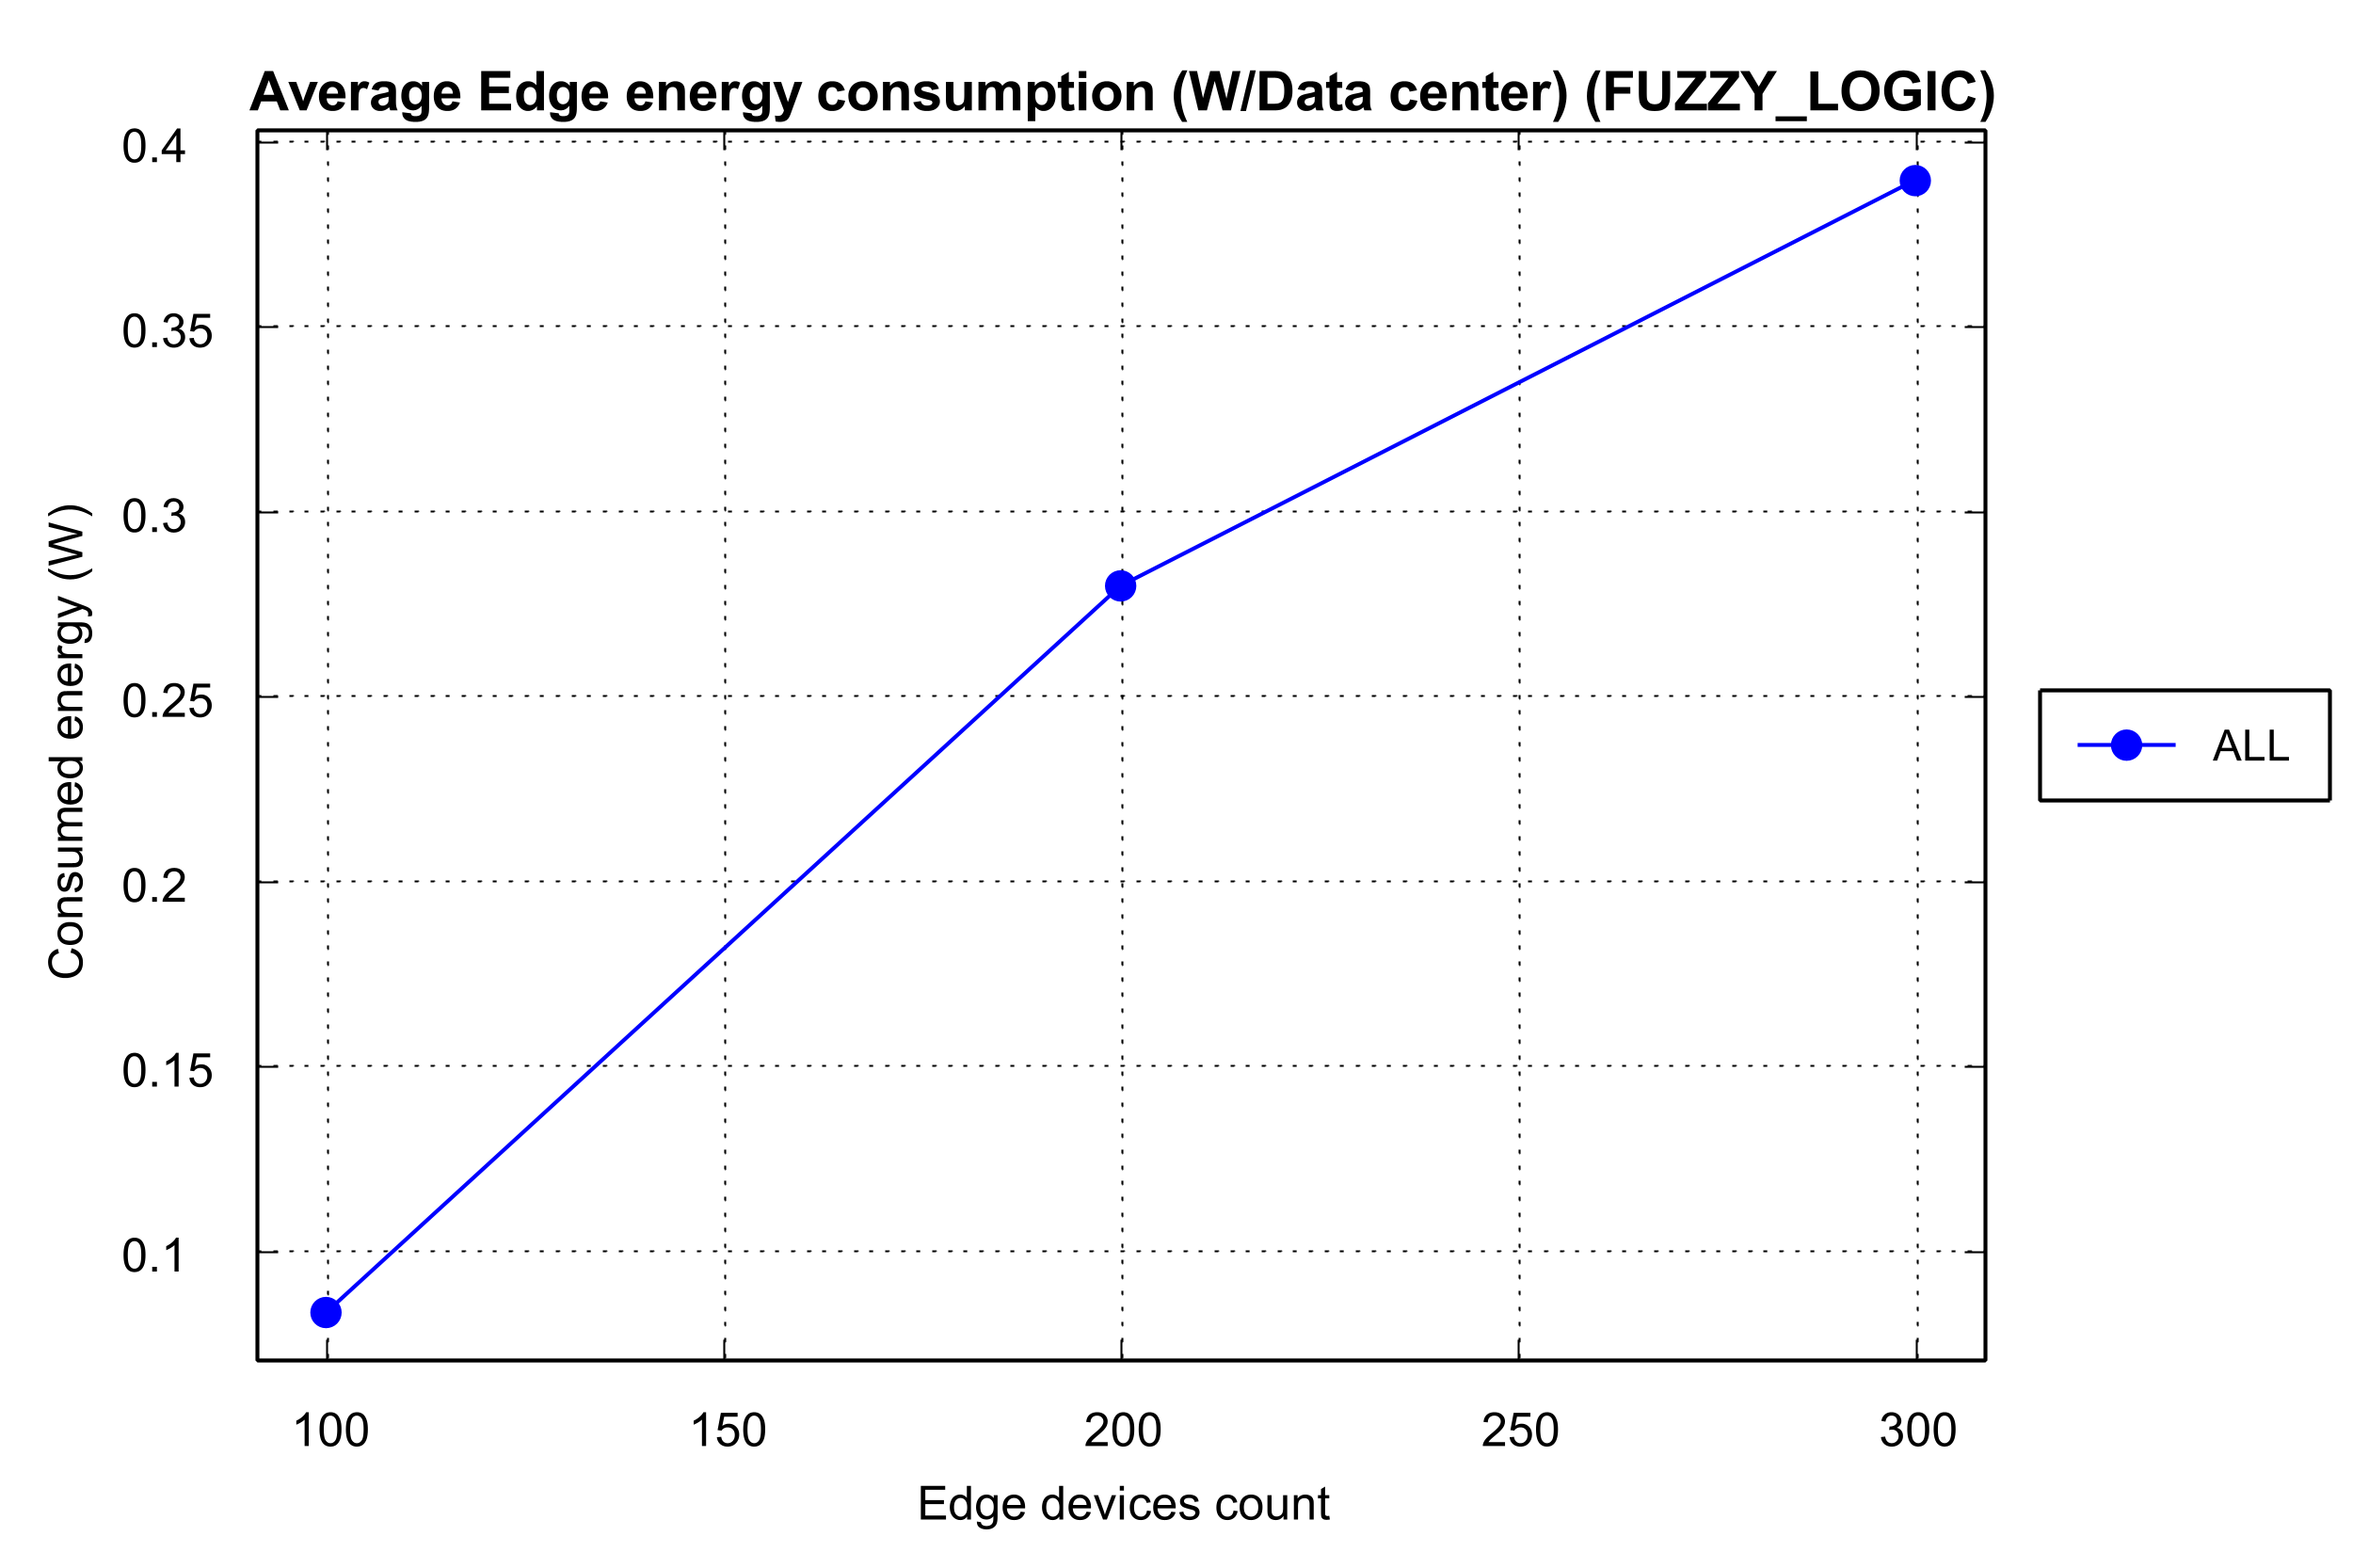 Average Edge energy consumption (W/Data center) (FUZZY_LOGIC)
0.4
0.35
0.3
0.25
0.2
0.15
0.1
Consumed energy (W)
100 150 200 250 300
Edge devices count
ALL